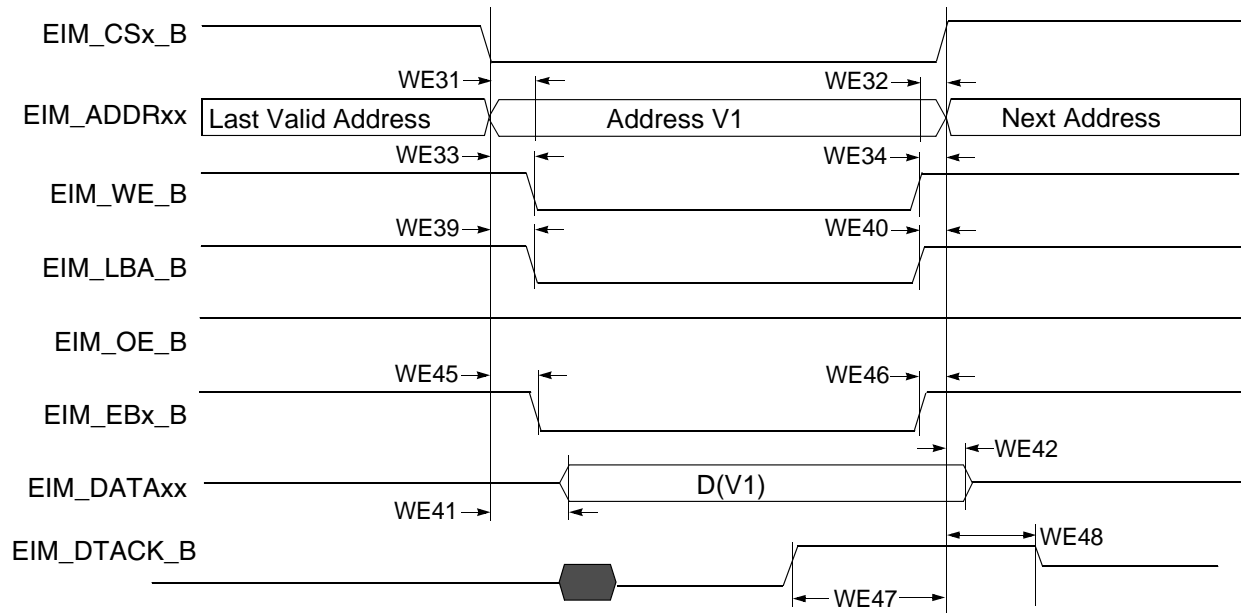 EIM_CSx_B
WE31
WE32
EIM_ADDRxx
Last Valid Address
Address V1
Next Address
WE33
WE34
EIM_WE_B
WE39
WE40
EIM_LBA_B
EIM_OE_B
WE45
WE46
EIM_EBx_B
WE42
EIM_DATAxx
D(V1)
WE41
EIM_DTACK_B
WE48
WE47